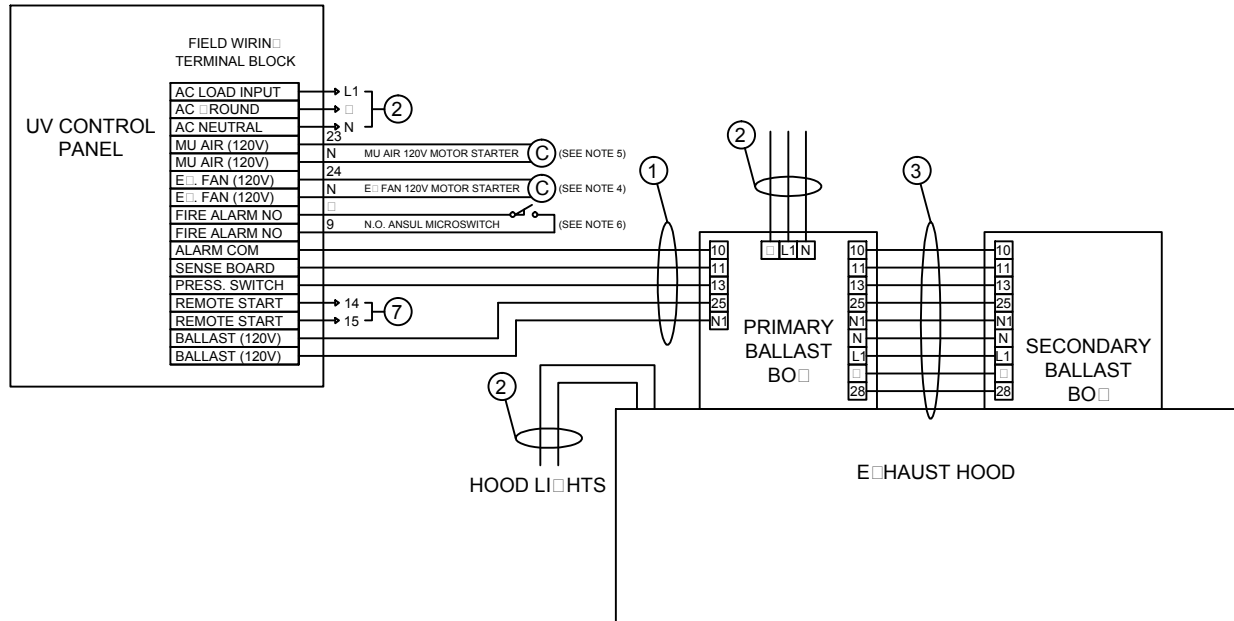 FIELD WIRIN□
TERMINAL BLOCK
UV CONTROL
PANEL
AC LOAD INPUT L1
AC □ROUND □
AC NEUTRAL N
2
MU AIR (120V) 23
MU AIR (120V) N
MU AIR 120V MOTOR STARTER C (SEE NOTE 5)
E□. FAN (120V) 24
E□. FAN (120V) N
E□ FAN 120V MOTOR STARTER C (SEE NOTE 4)
FIRE ALARM NO □
FIRE ALARM NO 9
N.O. ANSUL MICROSWITCH (SEE NOTE 6)
ALARM COM
SENSE BOARD
PRESS. SWITCH
REMOTE START 14
REMOTE START 15
7
BALLAST (120V)
BALLAST (120V)
1
2
3
10
11
13
25
N1
□ L1 N
PRIMARY
BALLAST
BO□
10
11
13
25
N1
N
L1
□
28
10
11
13
25
N1
N
L1
□
28
SECONDARY
BALLAST
BO□
2
HOOD LI□HTS
E□HAUST HOOD